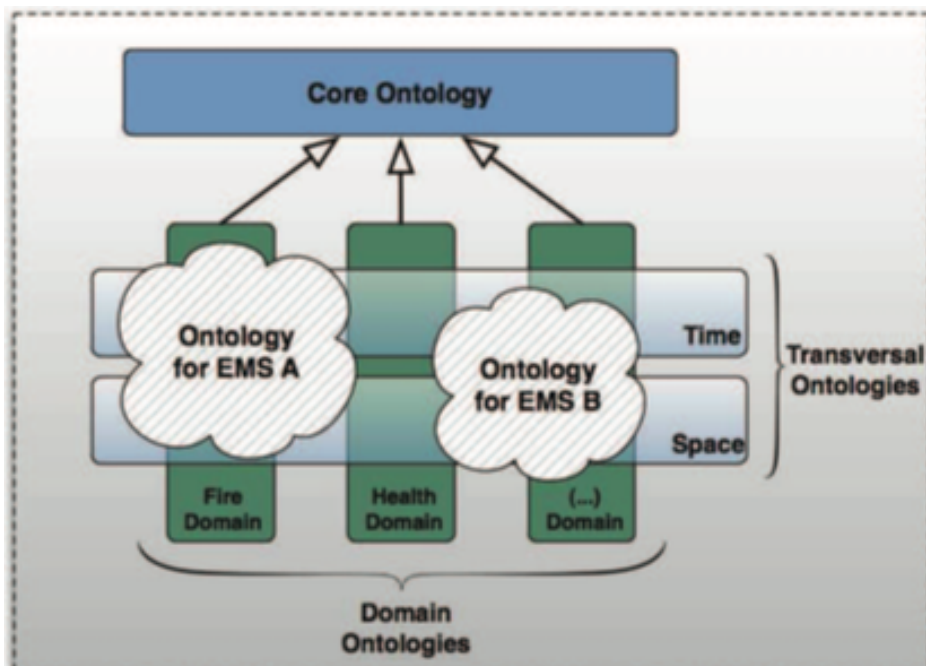 Core Ontology
Ontology
for EMS A
Ontology
for EMS B
Time
Space
Transversal
Ontologies
Fire
Domain
Health
Domain
(...)
Domain
Domain
Ontologies